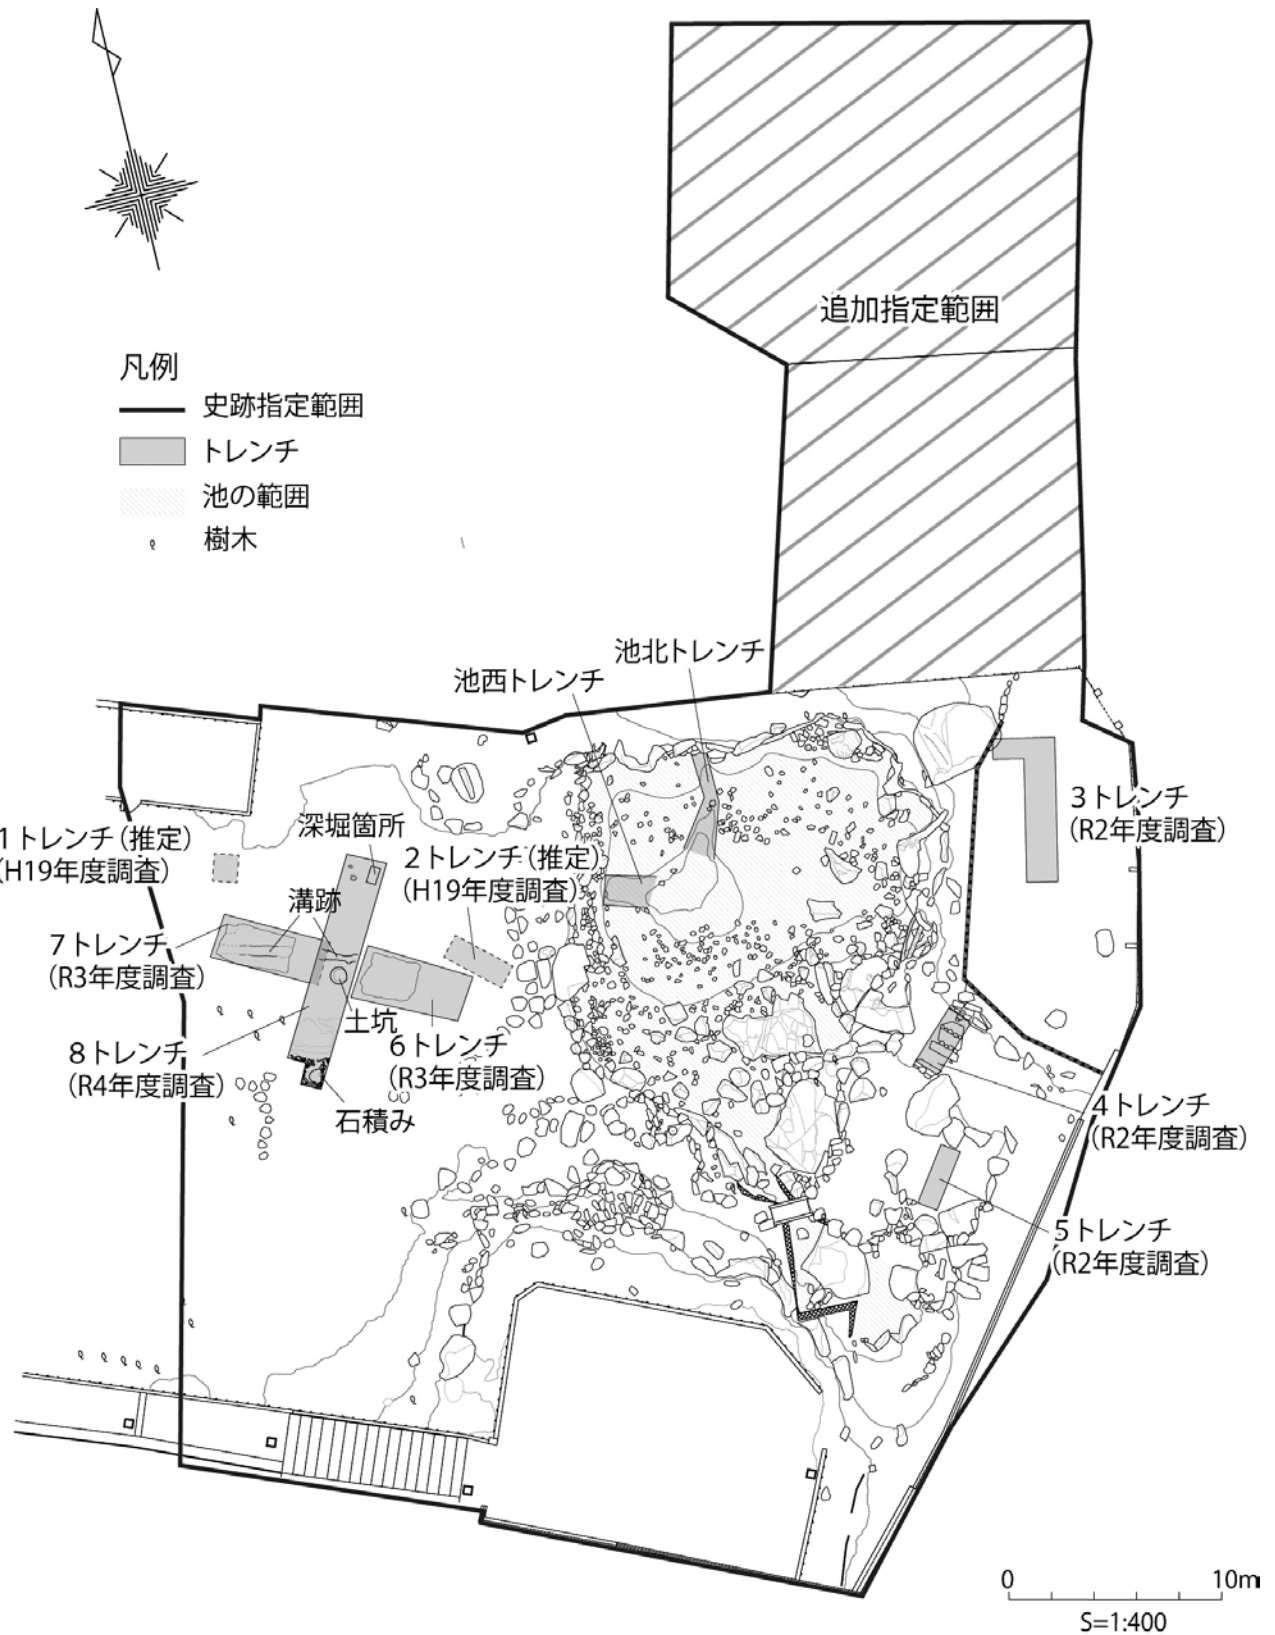 追加指定範囲
凡例
史跡指定範囲
トレンチ
池の範囲
樹木
池北トレンチ
池西トレンチ
3トレンチ
(R2年度調査)
深堀箇所
1トレンチ(推定)
(H19年度調査)
2トレンチ(推定)
(H19年度調査)
溝跡
7トレンチ
(R3年度調査)
土坑
8トレンチ
(R4年度調査)
6トレンチ
(R3年度調査)
石積み
4トレンチ
(R2年度調査)
5トレンチ
(R2年度調査)
0 10m
S=1:400